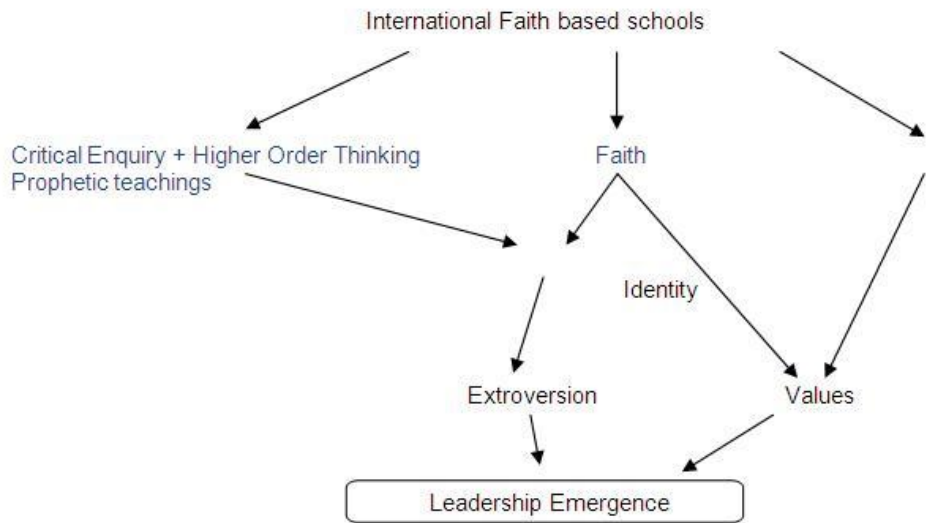 International Faith based schools
Critical Enquiry + Higher Order Thinking
Prophetic teachings
Faith
Identity
Extroversion
Values
Leadership Emergence